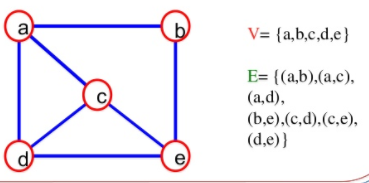 a b
c
d e
V= {a,b,c,d,e}
E= {(a,b),(a,c),
(a,d),
(b,e),(c,d),(c,e),
(d,e)}